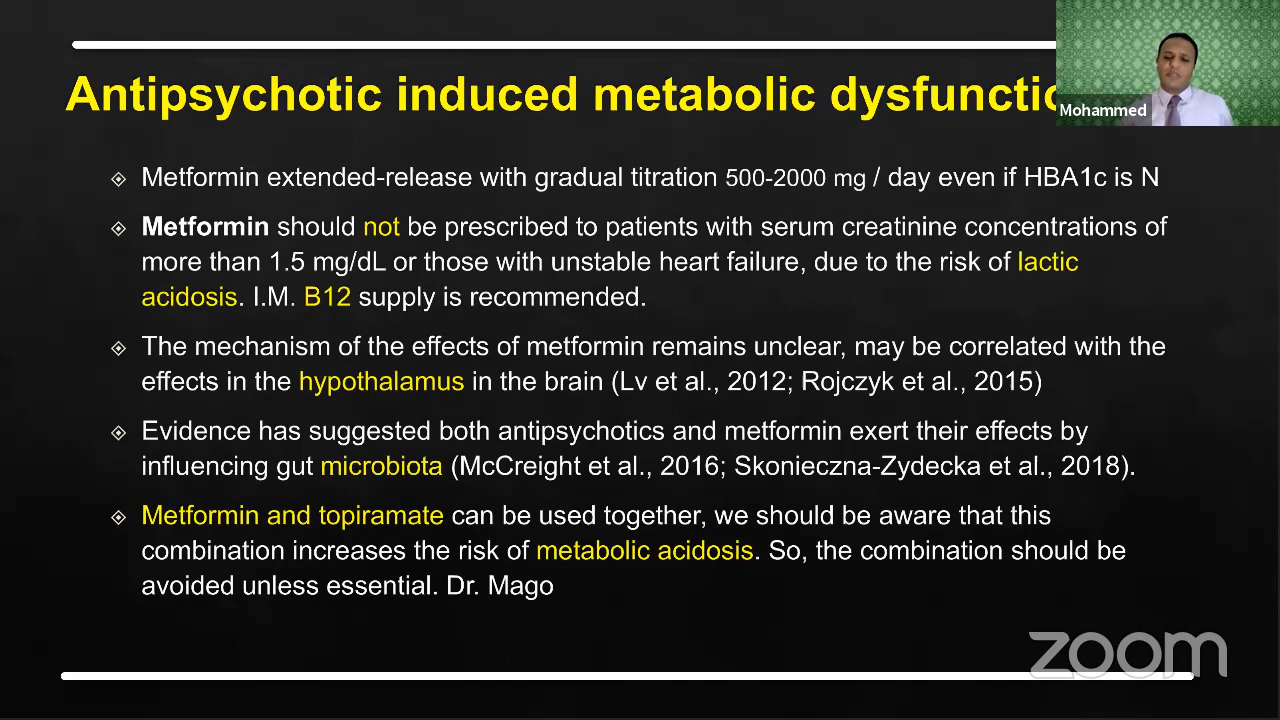 Antipsychotic induced metabolic dysfunctio
Mohammed
Metformin extended-release with gradual titration 500-2000 mg / day even if HBA1c is N
Metformin should not be prescribed to patients with serum creatinine concentrations of
more than 1.5 mg/dL or those with unstable heart failure, due to the risk of lactic
acidosis. I.M. B12 supply is recommended.
The mechanism of the effects of metformin remains unclear, may be correlated with the
effects in the hypothalamus in the brain (Lv et al., 2012; Rojczyk et al., 2015)
Evidence has suggested both antipsychotics and metformin exert their effects by
influencing gut microbiota (McCreight et al., 2016; Skonieczna-Zydecka et al., 2018).
Metformin and topiramate can be used together, we should be aware that this
combination increases the risk of metabolic acidosis. So, the combination should be
avoided unless essential. Dr. Mago
zoom